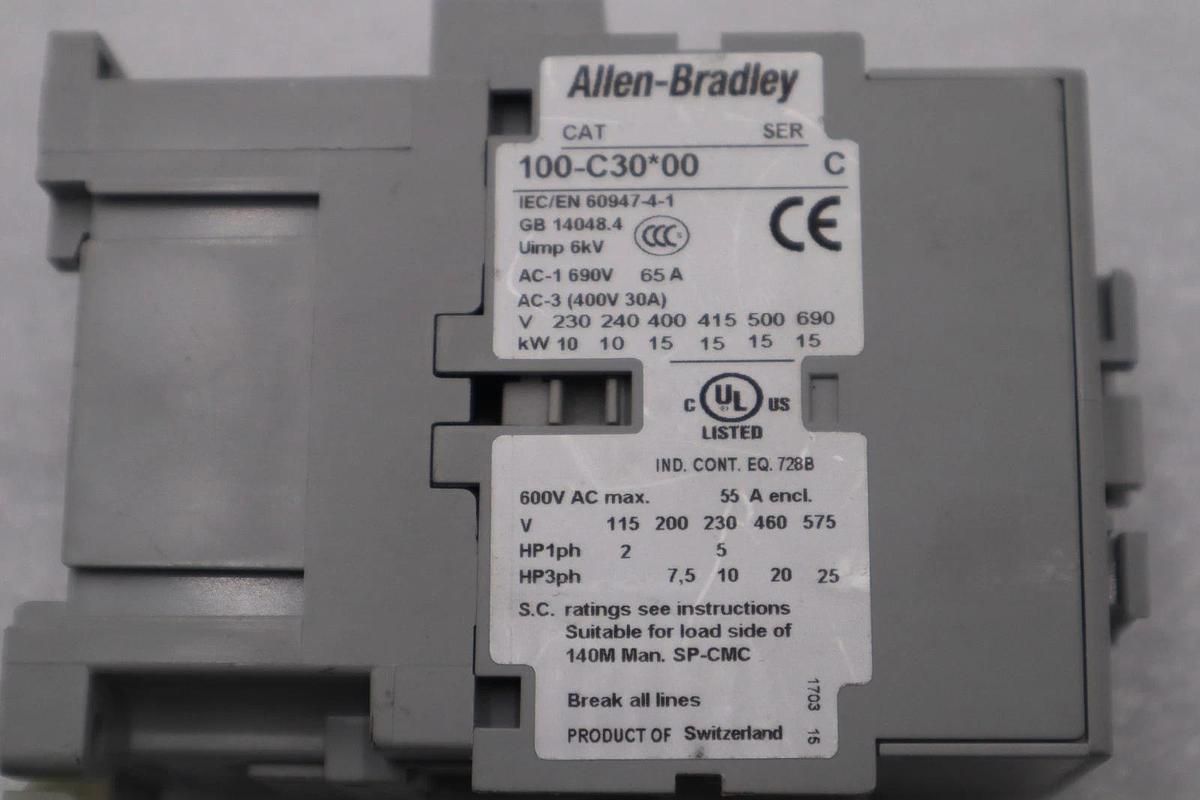 Allen-Bradley
CAT SER
100-C30*00 C
IEC/EN 60947-4-1
GB 14048.4
Uimp 6kV
CCC S
CE
AC-1 690V 65 A
AC-3 (400V 30A)
V 230 240 400 415 500 690
kW 10 10 15 15 15 15
C UL US
LISTED
IND. CONT. EQ. 728B
600V AC max. 55 A encl.
V 115 200 230 460 575
HP1ph 2 5
HP3ph 7,5 10 20 25
S.C. ratings see instructions
Suitable for load side of
140M Man. SP-CMC
Break all lines
PRODUCT OF Switzerland
1703 15